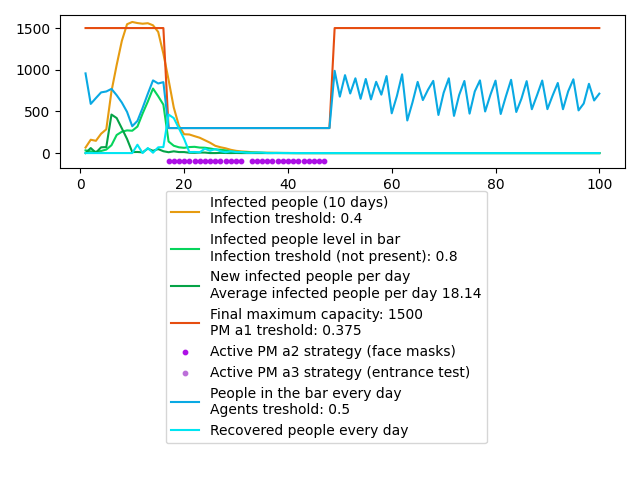 1500
1000
500
0
0
20
40
60
80
100
Infected people (10 days)
Infection treshold: 0.4
Infected people level in bar
Infection treshold (not present): 0.8
New infected people per day
Average infected people per day 18.14
Final maximum capacity: 1500
PM a1 treshold: 0.375
Active PM a2 strategy (face masks)
Active PM a3 strategy (entrance test)
People in the bar every day
Agents treshold: 0.5
Recovered people every day